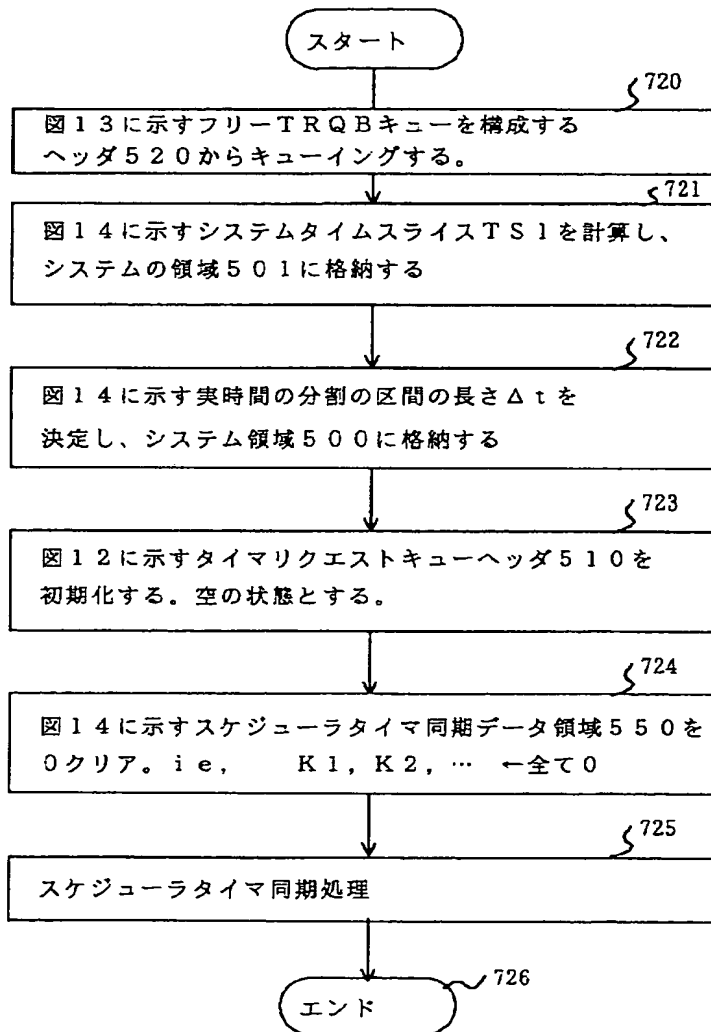 スタート
720
図13に示すフリーTRQBキューを構成する
ヘッダ520からキューイングする。
721
図14に示すシステムタイムスライスTS1を計算し、
システムの領域501に格納する
722
図14に示す実時間の分割の区間の長さΔtを
決定し、システム領域500に格納する
723
図12に示すタイマリクエストキューヘッダ510を
初期化する。空の状態とする。
724
図14に示すスケジューラタイマ同期データ領域550を
0クリア。ie, K1, K2, … ←全て0
725
スケジューラタイマ同期処理
726
エンド